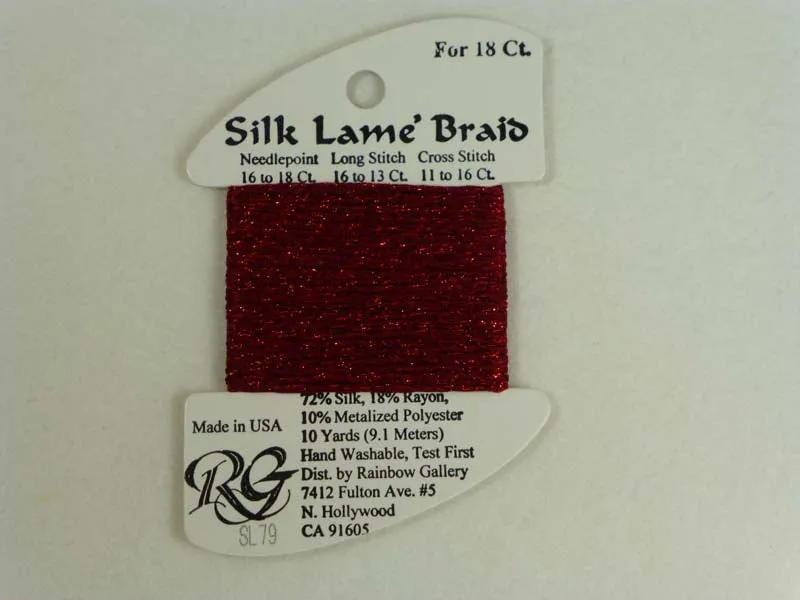 For 18 Ct.
Silk Lame' Braid
Needlepoint Long Stitch Cross Stitch
16 to 18 Ct. 16 to 13 Ct. 11 to 16 Ct.
72% Silk, 18% Rayon,
10% Metalized Polyester
Made in USA
10 Yards (9.1 Meters)
Hand Washable, Test First
Dist. by Rainbow Gallery
7412 Fulton Ave. #5
N. Hollywood
CA 91605
RG
SL79